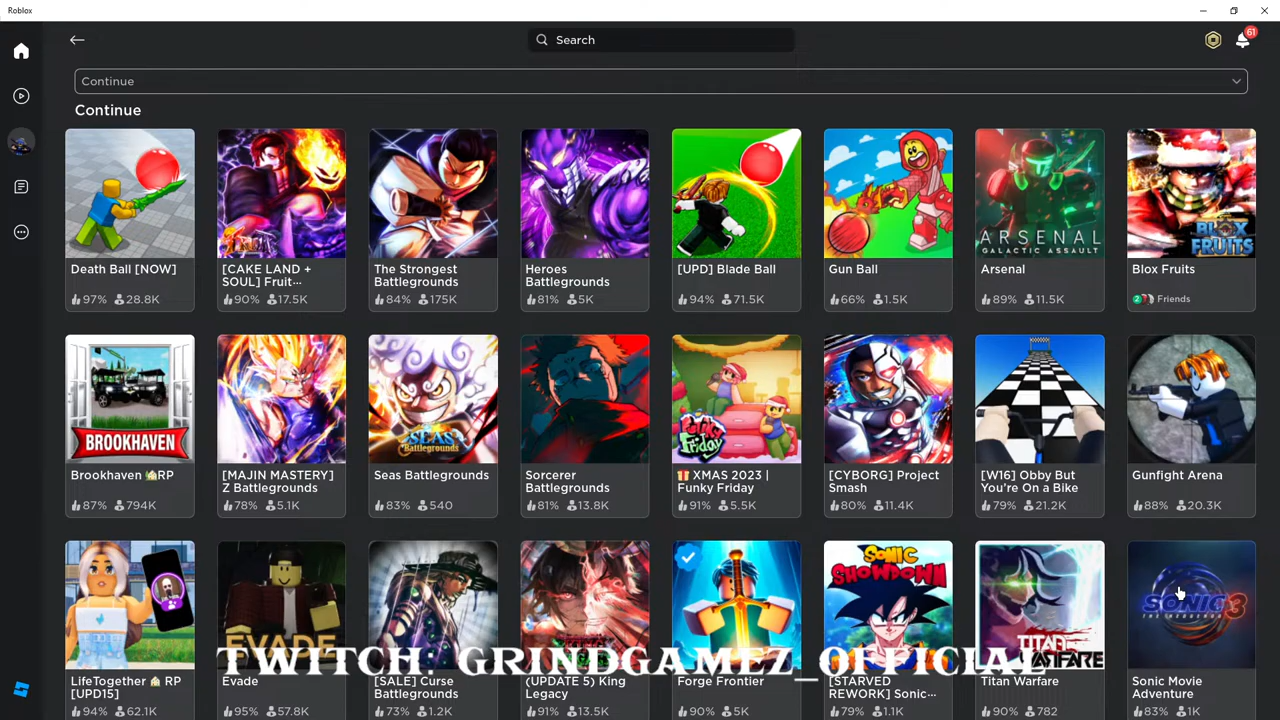 Roblox
Search
61
Continue
Continue
Death Ball [NOW]
97% 28.8K
[CAKE LAND +
SOUL] Fruit...
90% 17.5K
The Strongest
Battlegrounds
84% 175K
Heroes
Battlegrounds
81% 5K
[UPD] Blade Ball
94% 71.5K
Gun Ball
66% 1.5K
ARSENAL
GALACTIC ASSAULT
Arsenal
89% 11.5K
BLOX
FRUITS
Blox Fruits
2 Friends
BROOKHAVEN
Brookhaven 🏡RP
87% 794K
[MAJIN MASTERY]
Z Battlegrounds
78% 5.1K
SEAS
BATTLEGROUNDS
Seas Battlegrounds
83% 540
Sorcerer
Battlegrounds
81% 13.8K
Funky
Friday
🎁 XMAS 2023 |
Funky Friday
91% 5.5K
[CYBORG] Project
Smash
80% 11.4K
[W16] Obby But
You're On a Bike
79% 21.2K
Gunfight Arena
88% 20.3K
LifeTogether 🏠 RP
[UPD15]
94% 62.1K
EVADE
Evade
95% 57.8K
[SALE] Curse
Battlegrounds
73% 1.2K
(UPDATE 5) King
Legacy
91% 13.5K
Forge Frontier
90% 5K
SONIC
SHOWDOWN
[STARVED
REWORK] Sonic...
79% 1.1K
TITAN
WARFARE
Titan Warfare
90% 782
SONIC 3
THE HEDGEHOG
Sonic Movie
Adventure
83% 1K
TWITCH: GRINDGAMEZ_OFFICIAL